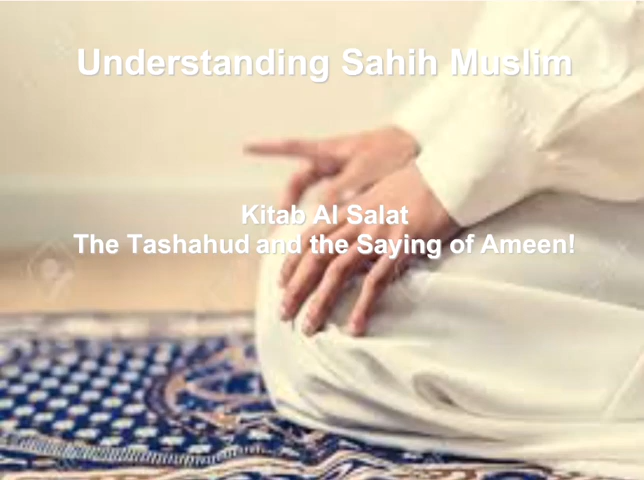 Understanding Sahih Muslim
Kitab Al Salat
The Tashahud and the Saying of Ameen!